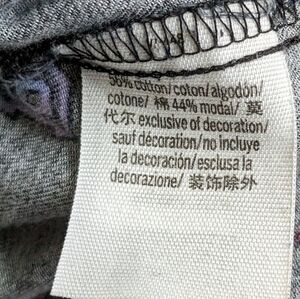 56% cotton/coton/algodón/
cotone/ 棉 44% modal/ 莫
代尔 exclusive of decoration/
sauf décoration/no incluye
la decoración/esclusa la
decorazione/ 装饰除外